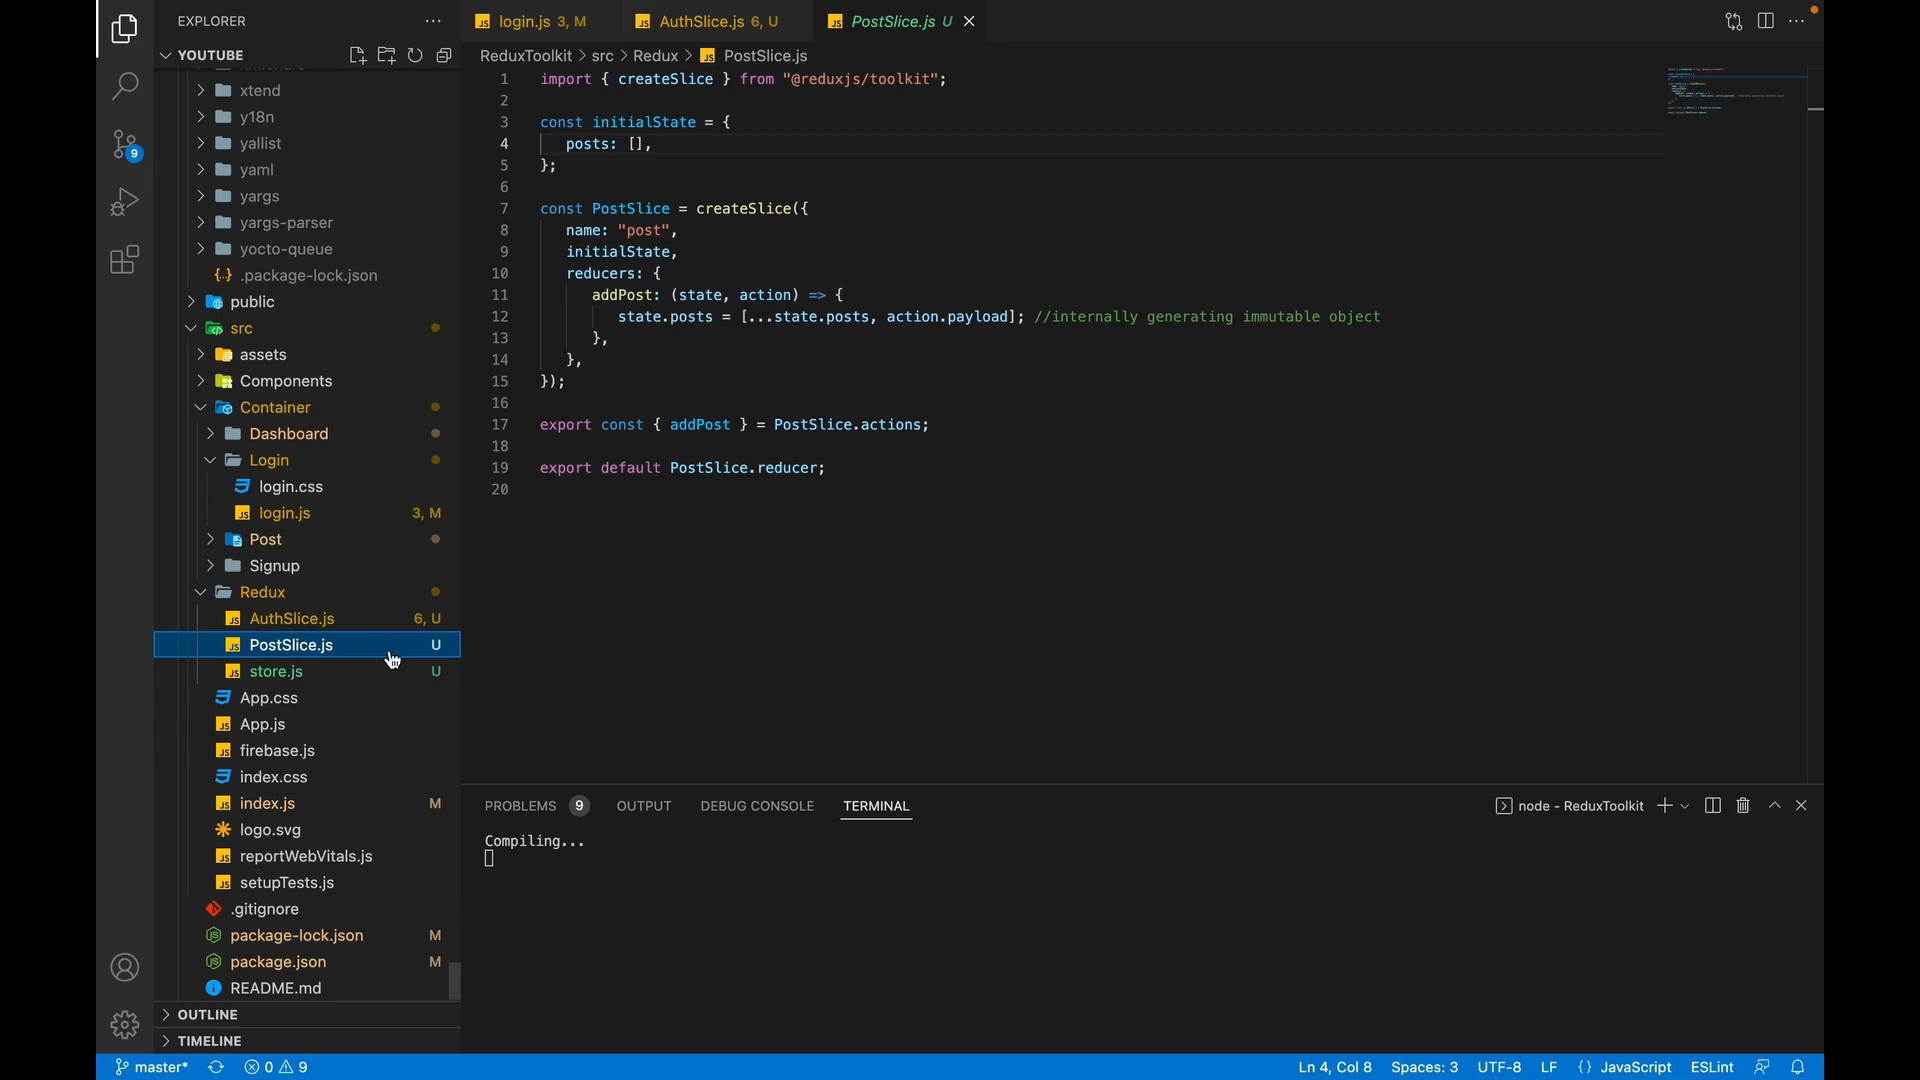 EXPLORER
YOUTUBE
xtend
y18n
yallist
yaml
yargs
yargs-parser
yocto-queue
.package-lock.json
public
src
assets
Components
Container
Dashboard
Login
login.css
login.js 3, M
Post
Signup
Redux
AuthSlice.js 6, U
PostSlice.js U
store.js U
App.css
App.js
firebase.js
index.css
index.js M
logo.svg
reportWebVitals.js
setupTests.js
.gitignore
package-lock.json M
package.json M
README.md
OUTLINE
TIMELINE
9
login.js 3, M AuthSlice.js 6, U PostSlice.js U
ReduxToolkit > src > Redux > PostSlice.js
1 import { createSlice } from "@reduxjs/toolkit";
2
3 const initialState = {
4 posts: [],
5 };
6
7 const PostSlice = createSlice({
8 name: "post",
9 initialState,
10 reducers: {
11 addPost: (state, action) => {
12 state.posts = [...state.posts, action.payload]; //internally generating immutable object
13 },
14 },
15 });
16
17 export const { addPost } = PostSlice.actions;
18
19 export default PostSlice.reducer;
20
PROBLEMS 9 OUTPUT DEBUG CONSOLE TERMINAL node - ReduxToolkit
Compiling...
master* 0 9 Ln 4, Col 8 Spaces: 3 UTF-8 LF {} JavaScript ESLint